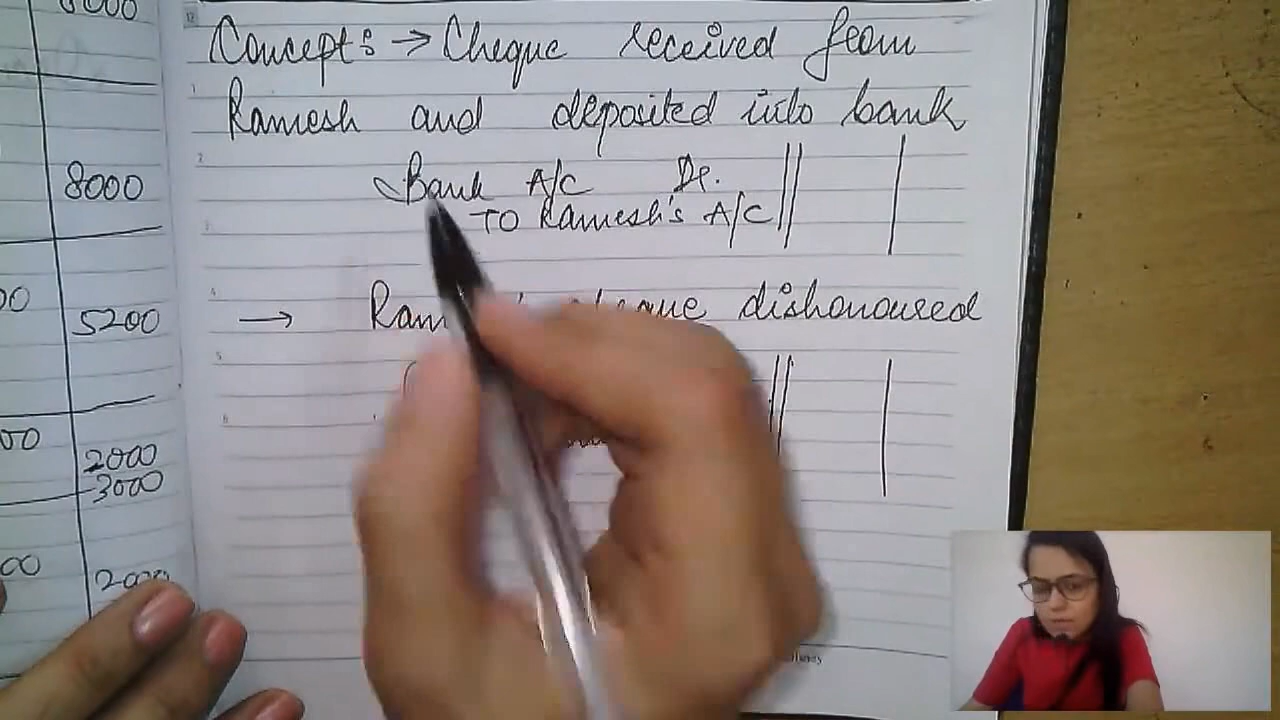 8000
Concept: → Cheque received from
Ramesh and deposited into bank
Bank A/C Dr.
To Ramesh's A/C
8000
→ cheque dishonoured
5200
2000
3000
2000